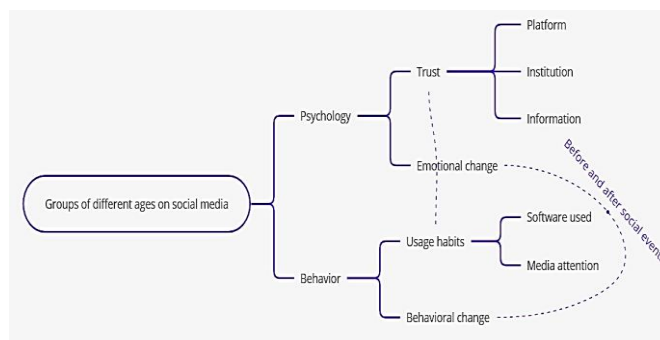 Groups of different ages on social media
Psychology
Trust
Platform
Institution
Information
Emotional change
Before and after social
Behavior
Usage habits
Software used
Media attention
Behavioral change